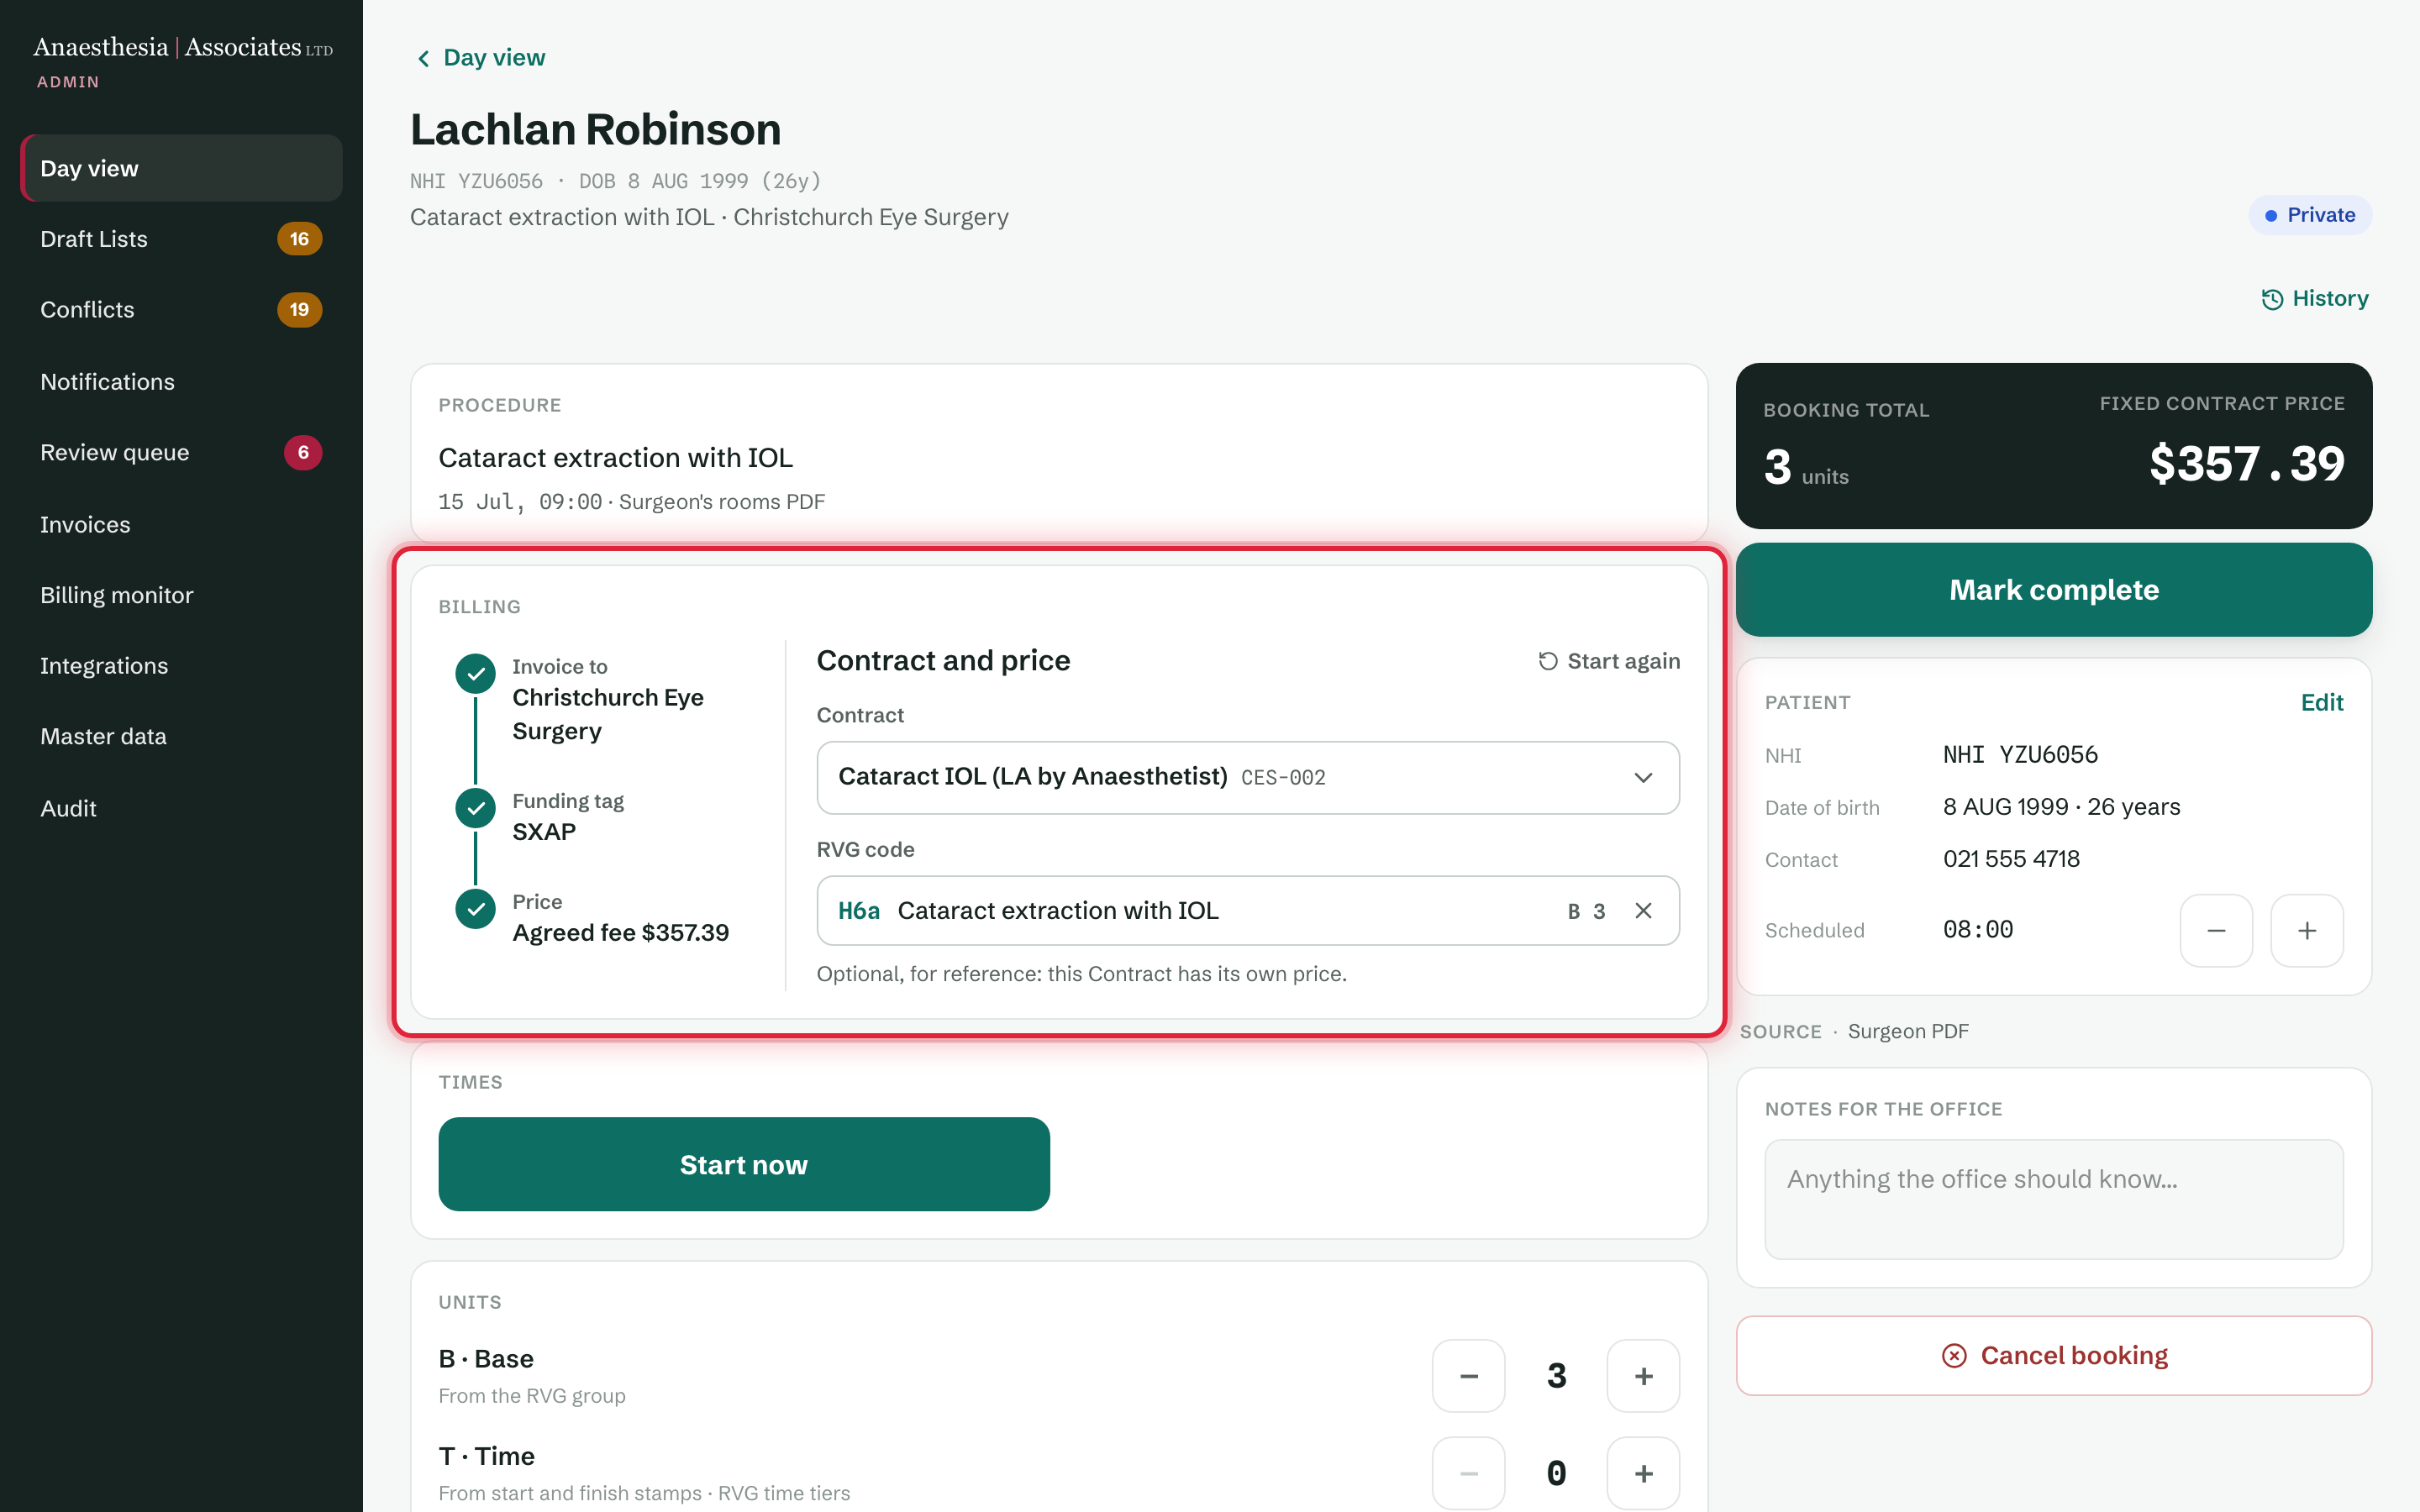 Anaesthesia | Associates LTD
ADMIN
Day view
Draft Lists 16
Conflicts 19
Notifications
Review queue 6
Invoices
Billing monitor
Integrations
Master data
Audit
Day view
Lachlan Robinson
NHI YZU6056 · DOB 8 AUG 1999 (26y)
Cataract extraction with IOL · Christchurch Eye Surgery
Private
History
PROCEDURE
Cataract extraction with IOL
15 Jul, 09:00 · Surgeon's rooms PDF
BILLING
Invoice to
Christchurch Eye
Surgery
Funding tag
SXAP
Price
Agreed fee $357.39
Contract and price
Start again
Contract
Cataract IOL (LA by Anaesthetist) CES-002
RVG code
H6a Cataract extraction with IOL B 3
Optional, for reference: this Contract has its own price.
TIMES
Start now
UNITS
B · Base
From the RVG group
3
T · Time
From start and finish stamps · RVG time tiers
0
BOOKING TOTAL
3 units
FIXED CONTRACT PRICE
$357.39
Mark complete
PATIENT
Edit
NHI NHI YZU6056
Date of birth 8 AUG 1999 · 26 years
Contact 021 555 4718
Scheduled 08:00
SOURCE · Surgeon PDF
NOTES FOR THE OFFICE
Anything the office should know...
Cancel booking